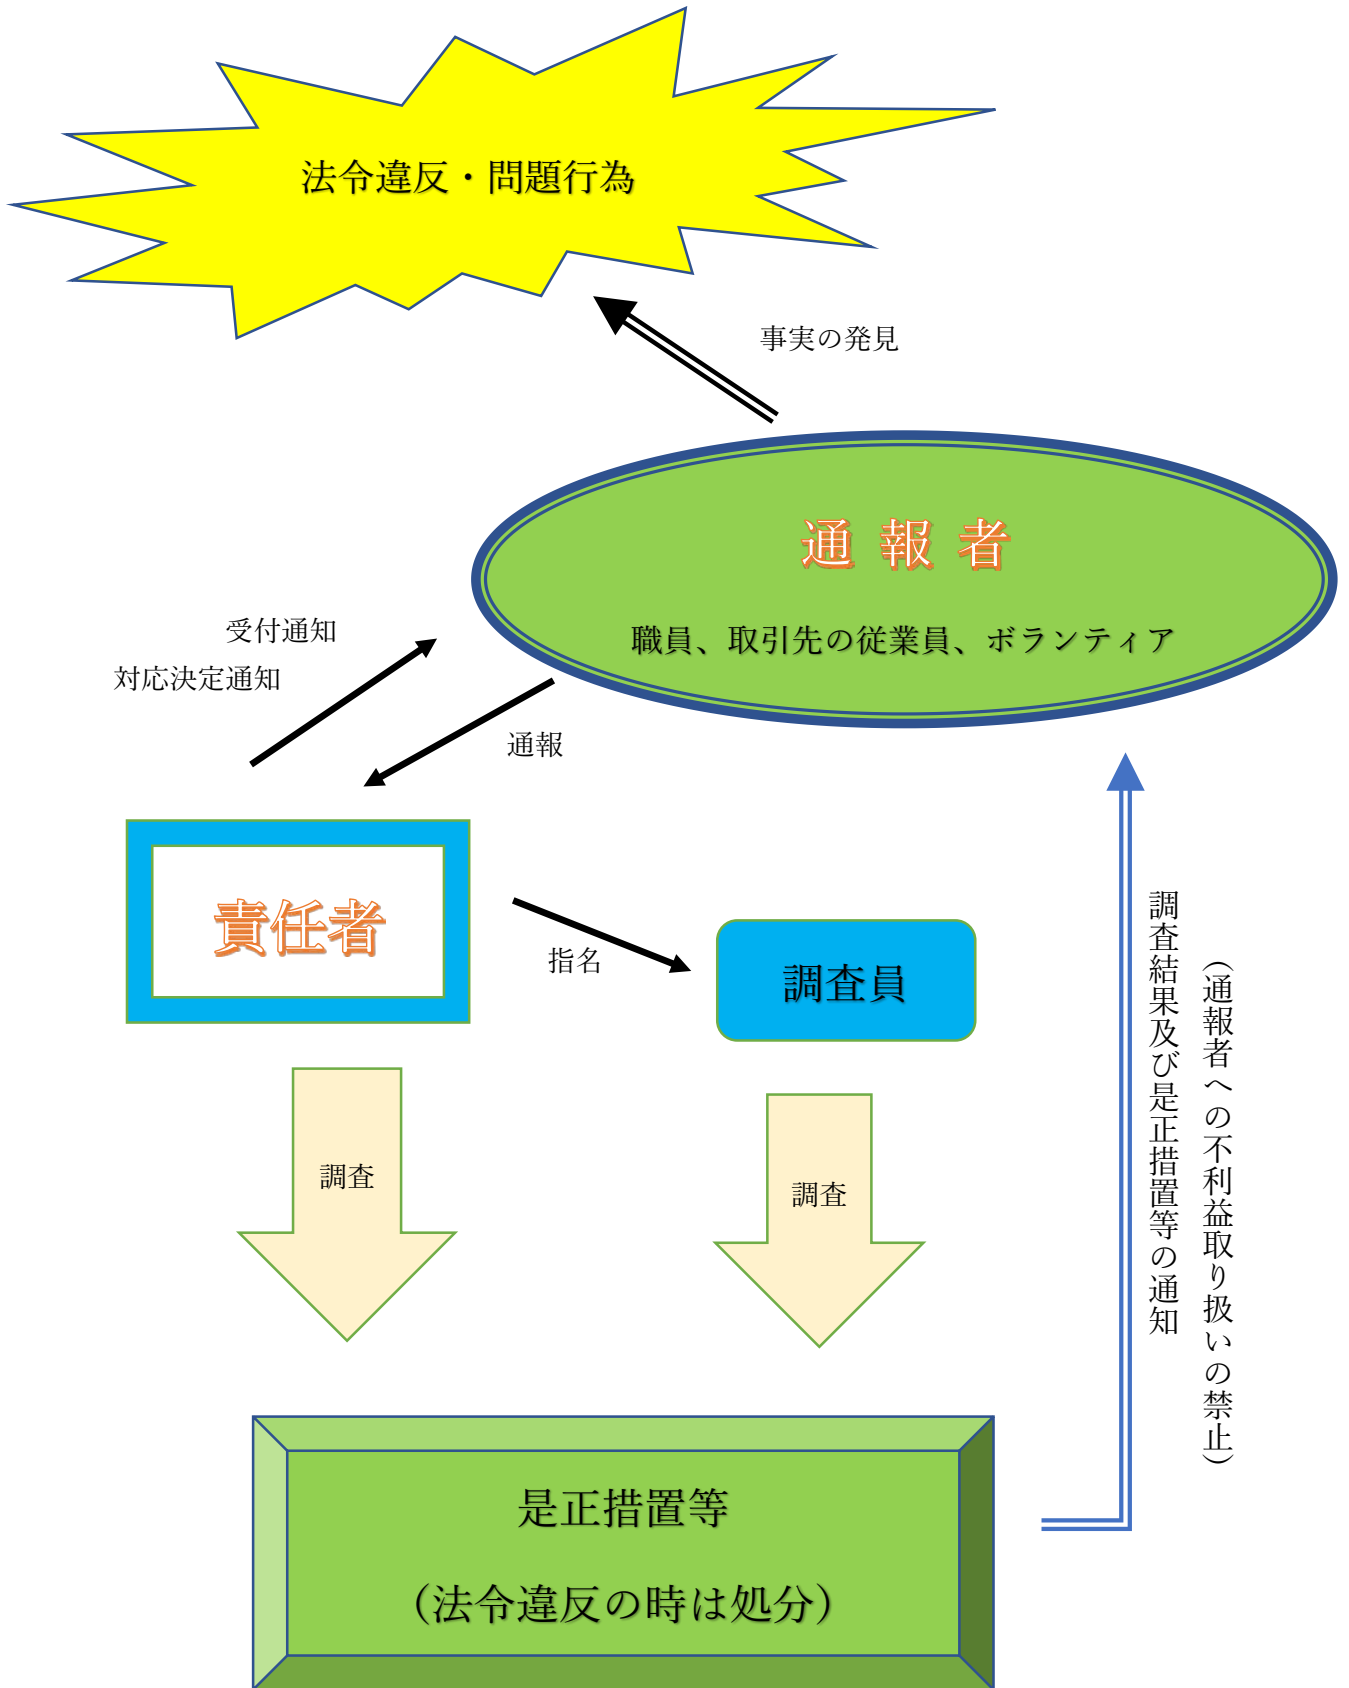 法令違反・問題行為
事実の発見
通報者
職員、取引先の従業員、ボランティア
受付通知
対応決定通知
通報
責任者
指名
調査員
調査
調査
調査結果及び是正措置等の通知
(通報者への不利益取り扱いの禁止)
是正措置等
（法令違反の時は処分）